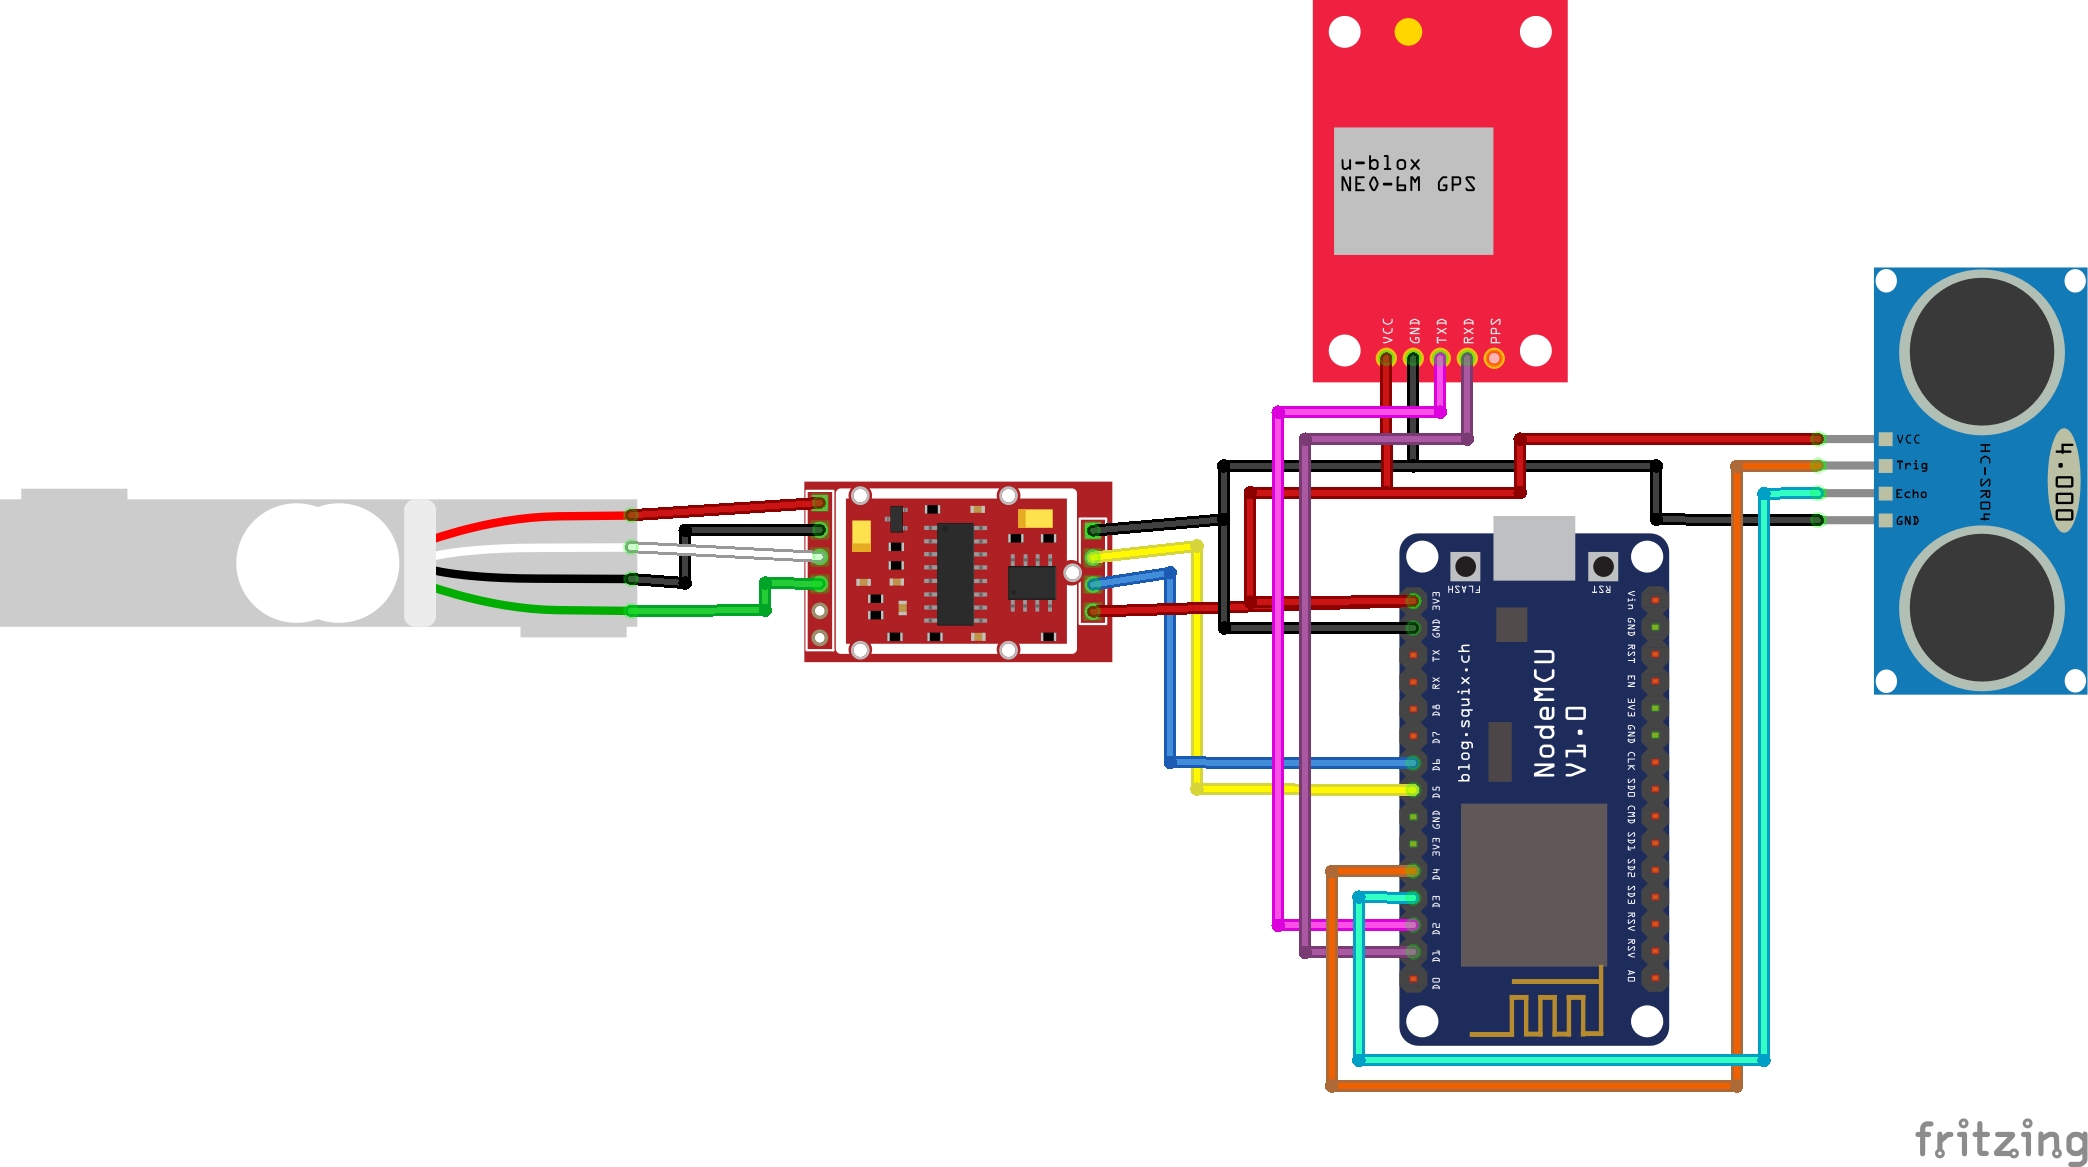 u-blox
NEO-6M GPS
VCC
GND
TXD
RXD
PPS
VCC
Trig
Echo
GND
HC-SR04
4.000
FLASH
RST
3V3
GND
TX
RX
D8
D7
D6
D5
GND
3V3
D4
D3
D2
D1
D0
blog.squix.ch
NodeMCU
V1.0
Vin
GND
RST
EN
3V3
GND
CLK
SD0
CMD
SD1
SD2
SD3
RSV
RSV
A0
fritzing